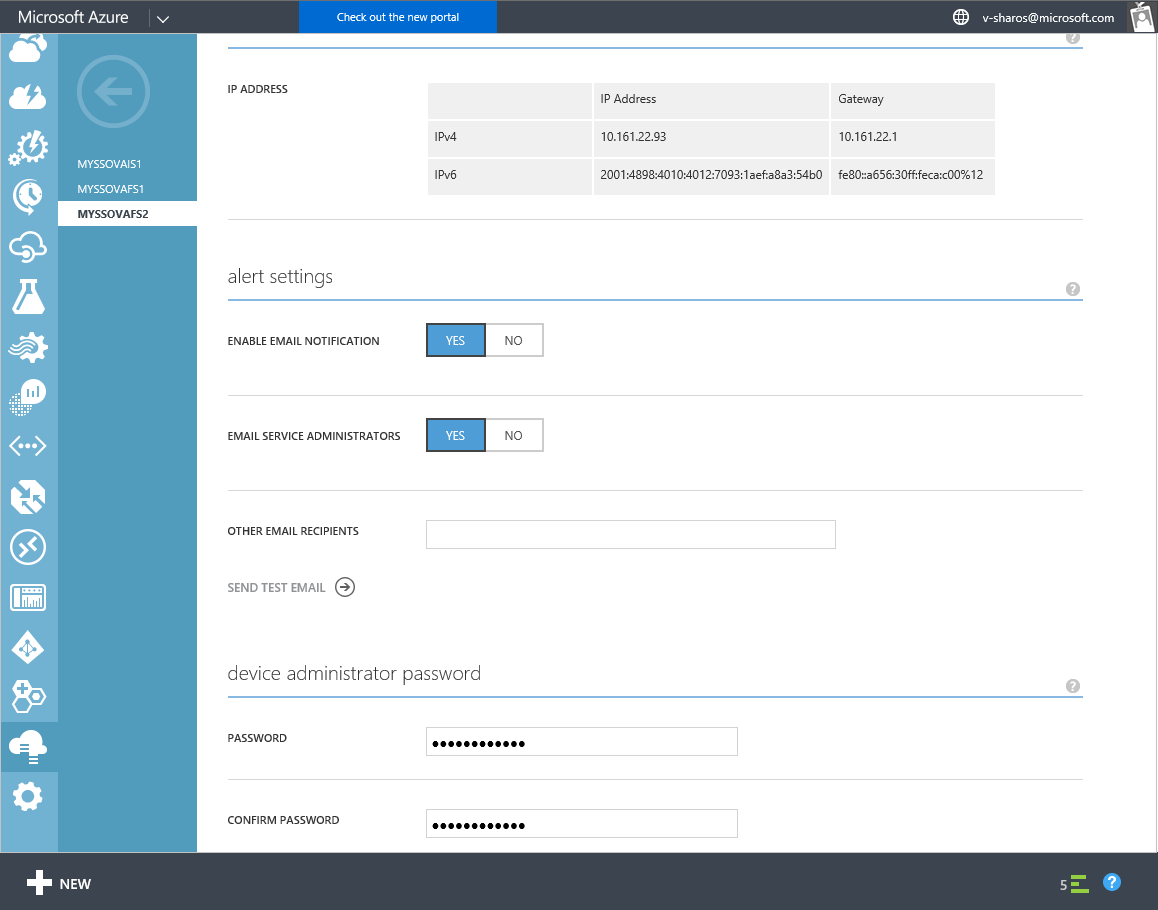 Microsoft Azure
Check out the new portal
v-sharos@microsoft.com
MYSSOVAIS1
MYSSOVAFS1
MYSSOVAFS2
?
IP ADDRESS
IP Address Gateway
IPv4 10.161.22.93 10.161.22.1
IPv6 2001:4898:4010:4012:7093:1aef:a8a3:54b0 fe80::a656:30ff:feca:c00%12
alert settings
?
ENABLE EMAIL NOTIFICATION YES NO
EMAIL SERVICE ADMINISTRATORS YES NO
OTHER EMAIL RECIPIENTS
SEND TEST EMAIL
device administrator password
?
PASSWORD ••••••••••••
CONFIRM PASSWORD ••••••••••••
NEW
5
?